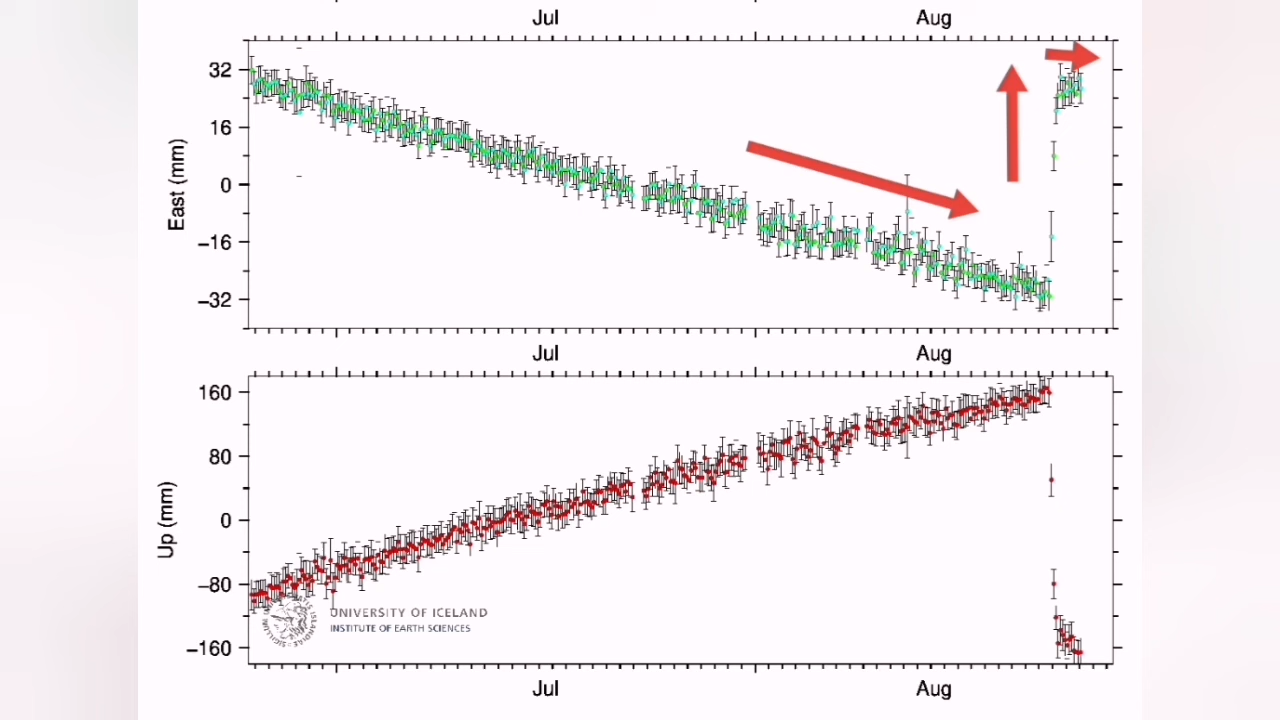 Jul Aug
32
16
0
−16
−32
East (mm)
Jul Aug
160
80
0
−80
−160
Up (mm)
UNIVERSITY OF ICELAND
INSTITUTE OF EARTH SCIENCES
Jul Aug